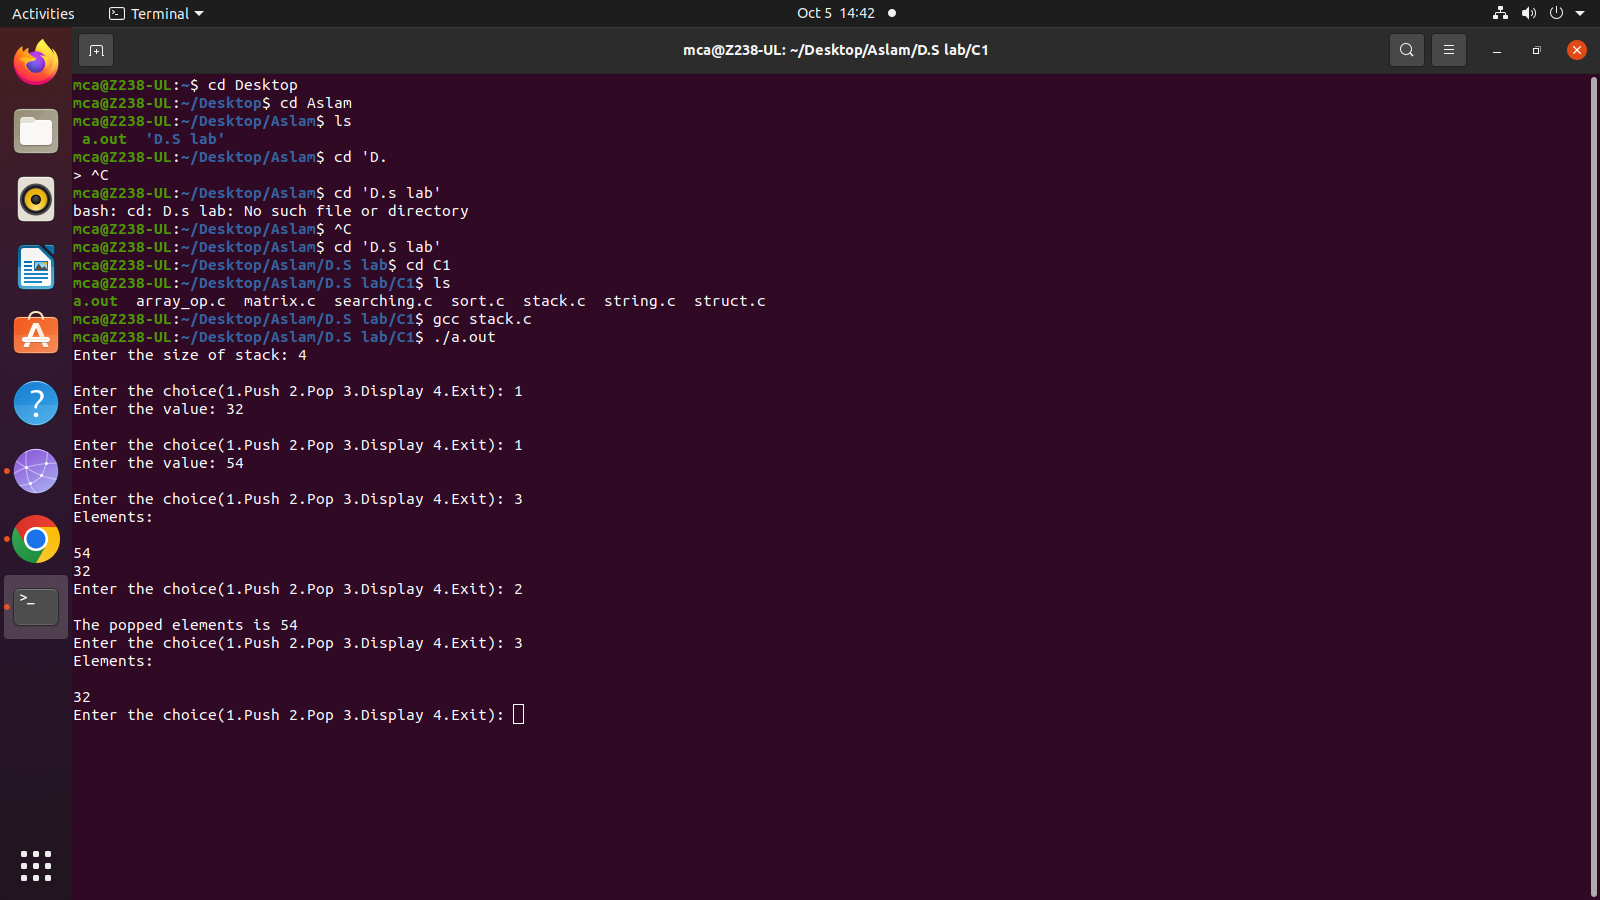 Activities Terminal Oct 5 14:42
mca@Z238-UL: ~/Desktop/Aslam/D.S lab/C1
mca@Z238-UL:~$ cd Desktop
mca@Z238-UL:~/Desktop$ cd Aslam
mca@Z238-UL:~/Desktop/Aslam$ ls
a.out  'D.S lab'
mca@Z238-UL:~/Desktop/Aslam$ cd 'D.
> ^C
mca@Z238-UL:~/Desktop/Aslam$ cd 'D.s lab'
bash: cd: D.s lab: No such file or directory
mca@Z238-UL:~/Desktop/Aslam$ ^C
mca@Z238-UL:~/Desktop/Aslam$ cd 'D.S lab'
mca@Z238-UL:~/Desktop/Aslam/D.S lab$ cd C1
mca@Z238-UL:~/Desktop/Aslam/D.S lab/C1$ ls
a.out  array_op.c  matrix.c  searching.c  sort.c  stack.c  string.c  struct.c
mca@Z238-UL:~/Desktop/Aslam/D.S lab/C1$ gcc stack.c
mca@Z238-UL:~/Desktop/Aslam/D.S lab/C1$ ./a.out
Enter the size of stack: 4
Enter the choice(1.Push 2.Pop 3.Display 4.Exit): 1
Enter the value: 32
Enter the choice(1.Push 2.Pop 3.Display 4.Exit): 1
Enter the value: 54
Enter the choice(1.Push 2.Pop 3.Display 4.Exit): 3
Elements:
54
32
Enter the choice(1.Push 2.Pop 3.Display 4.Exit): 2
The popped elements is 54
Enter the choice(1.Push 2.Pop 3.Display 4.Exit): 3
Elements:
32
Enter the choice(1.Push 2.Pop 3.Display 4.Exit):